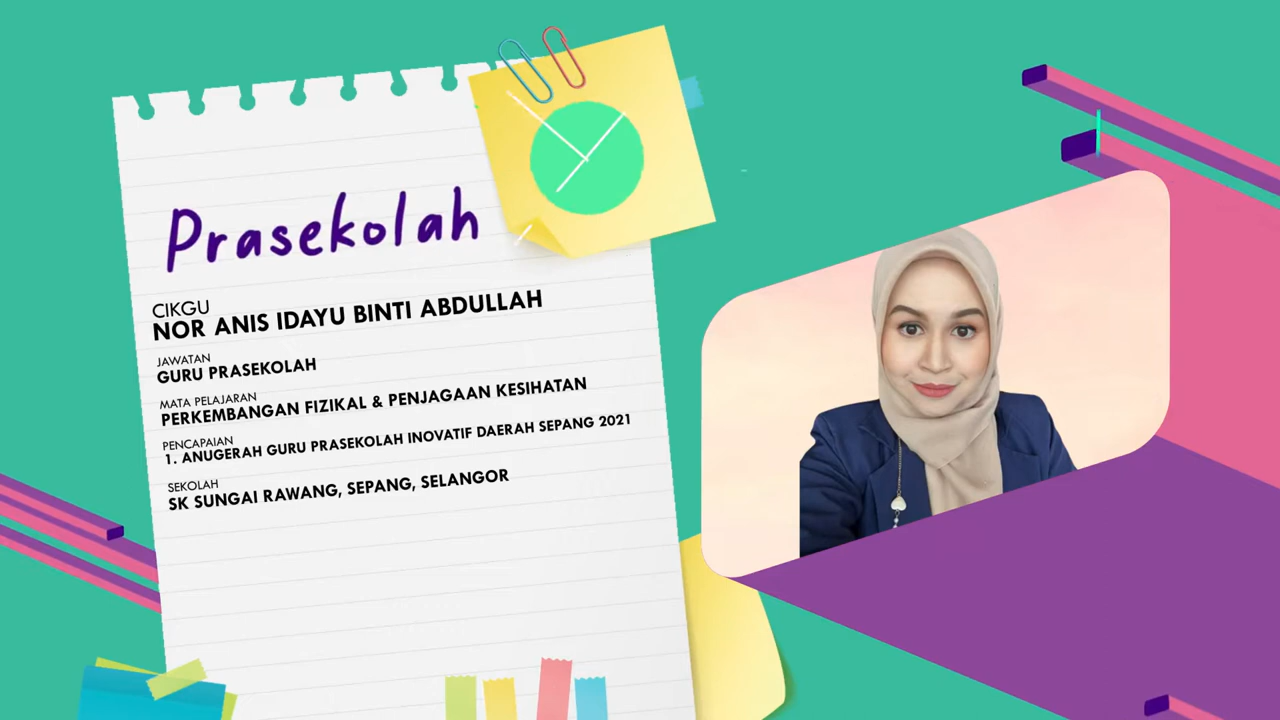 Prasekolah
CIKGU
NOR ANIS IDAYU BINTI ABDULLAH
JAWATAN
GURU PRASEKOLAH
MATA PELAJARAN
PERKEMBANGAN FIZIKAL & PENJAGAAN KESIHATAN
PENCAPAIAN
1. ANUGERAH GURU PRASEKOLAH INOVATIF DAERAH SEPANG 2021
SEKOLAH
SK SUNGAI RAWANG, SEPANG, SELANGOR